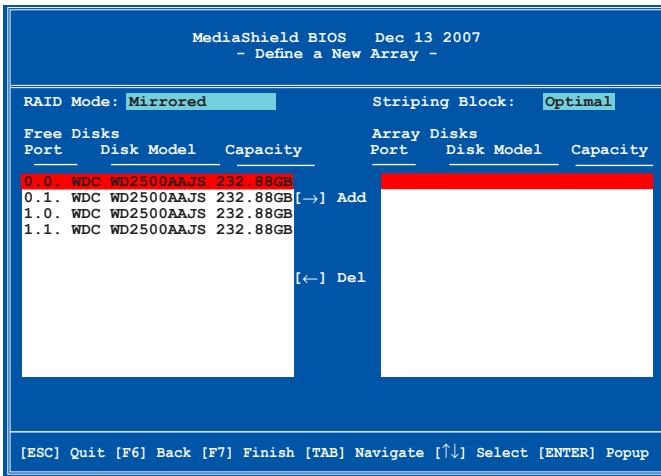 MediaShield BIOS Dec 13 2007
- Define a New Array -
RAID Mode: Mirrored Striping Block: Optimal
Free Disks Array Disks
Port Disk Model Capacity Port Disk Model Capacity
0.0. WDC WD2500AAJS 232.88GB
0.1. WDC WD2500AAJS 232.88GB [→] Add
1.0. WDC WD2500AAJS 232.88GB
1.1. WDC WD2500AAJS 232.88GB
[←] Del
[ESC] Quit [F6] Back [F7] Finish [TAB] Navigate [↑↓] Select [ENTER] Popup